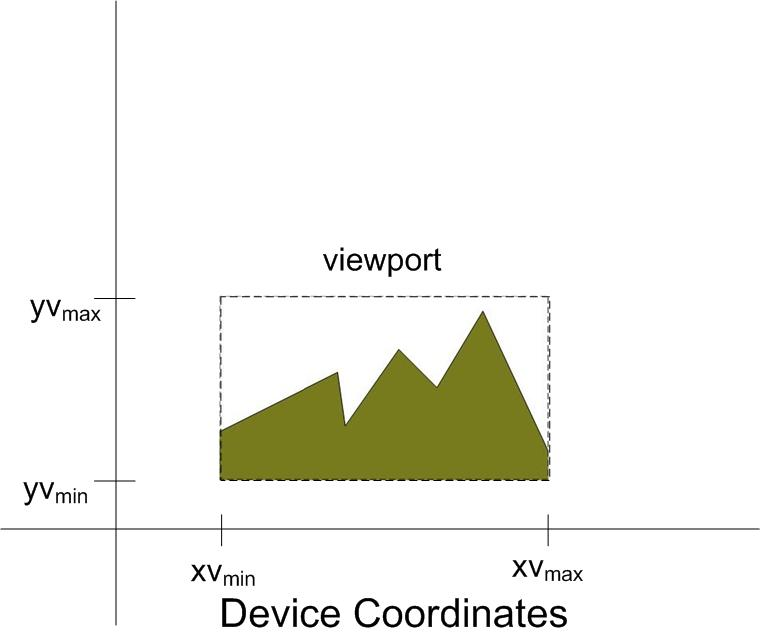 viewport
yvmax
yvmin
xvmin
xvmax
Device Coordinates